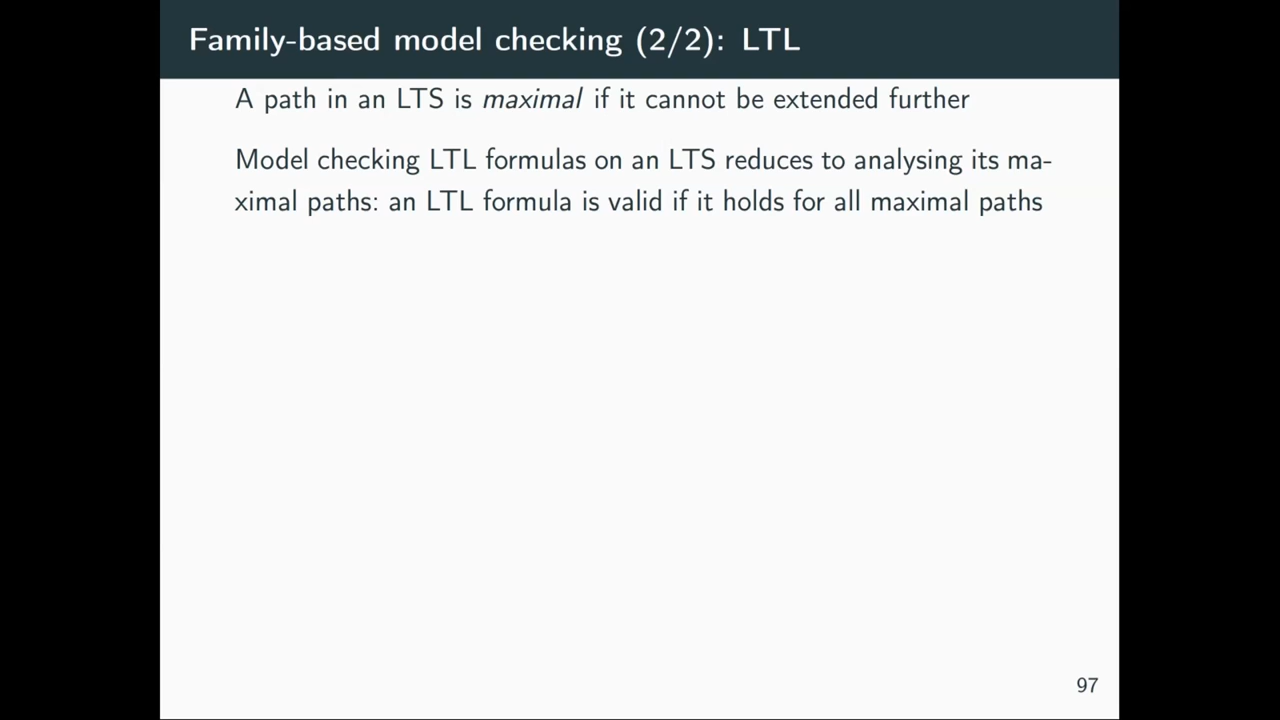 Family-based model checking (2/2): LTL
A path in an LTS is maximal if it cannot be extended further
Model checking LTL formulas on an LTS reduces to analysing its ma-
ximal paths: an LTL formula is valid if it holds for all maximal paths
97